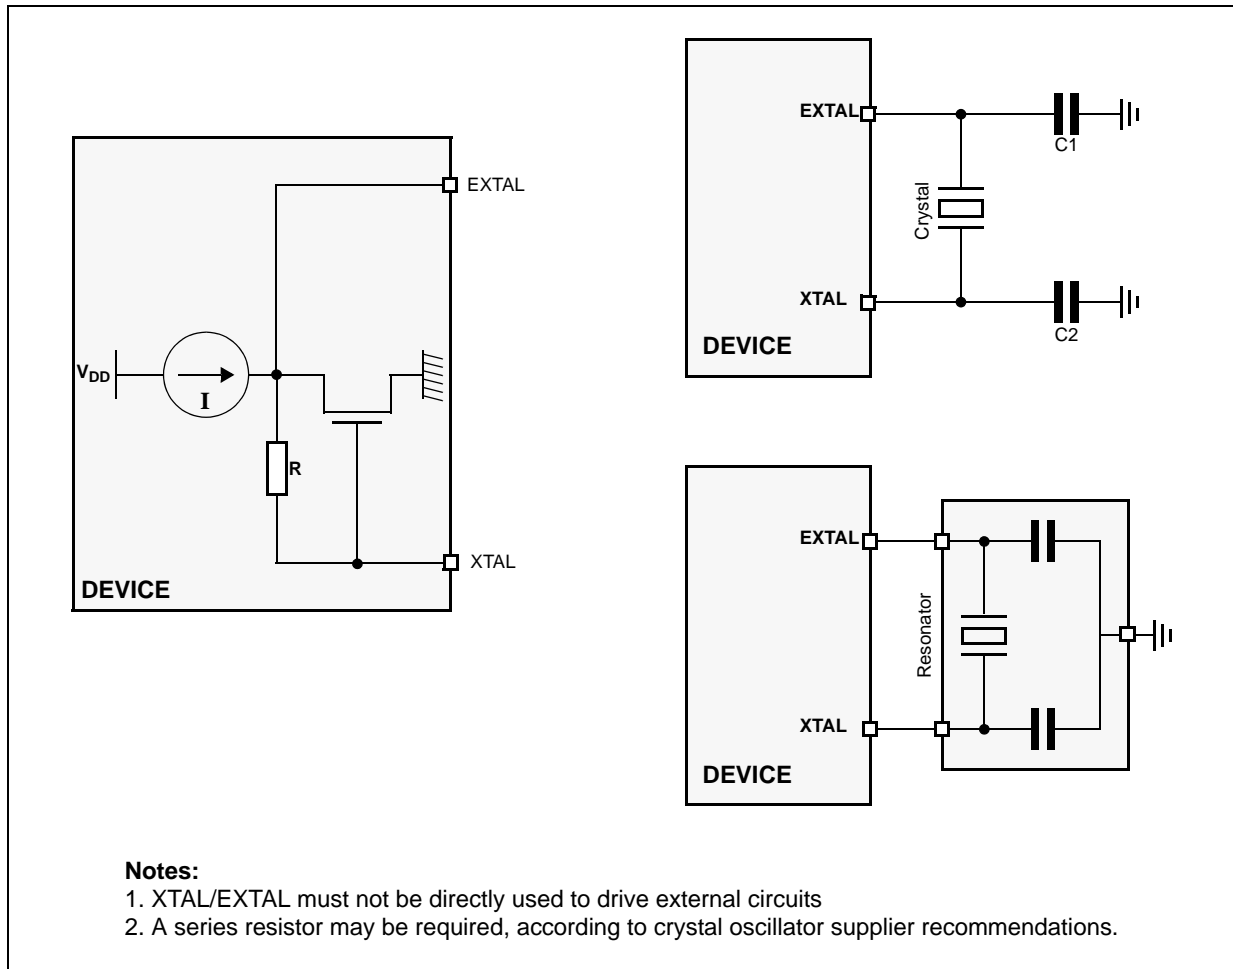 EXTAL
V_DD
I
R
XTAL
DEVICE
EXTAL
C1
Crystal
XTAL
C2
DEVICE
EXTAL
Resonator
XTAL
DEVICE
Notes:
1. XTAL/EXTAL must not be directly used to drive external circuits
2. A series resistor may be required, according to crystal oscillator supplier recommendations.